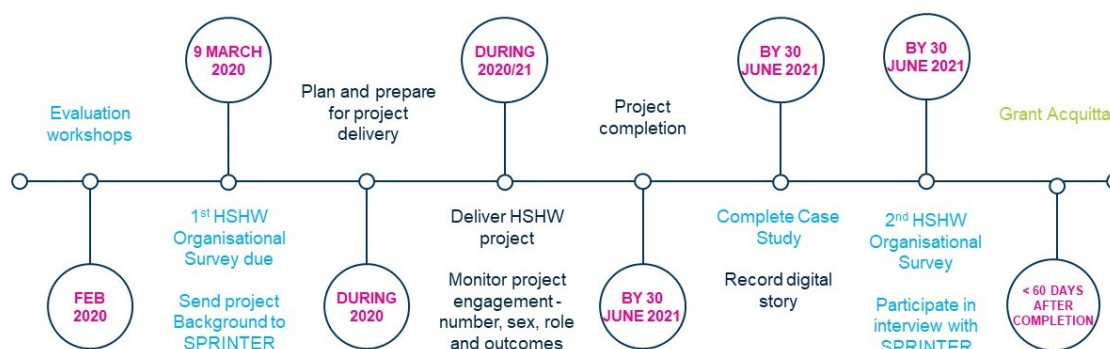 9 MARCH
2020
DURING
2020/21
BY 30
JUNE 2021
BY 30
JUNE 2021
Evaluation
workshops
Plan and prepare
for project
delivery
Project
completion
Grant Acquitta
1st HSHW
Organisational
Survey due
Send project
Background to
SPRINTER
Deliver HSHW
project
Monitor project
engagement -
number, sex, role
and outcomes
Complete Case
Study
Record digital
story
2nd HSHW
Organisational
Survey
Participate in
interview with
SPRINTER
FEB
2020
DURING
2020
BY 30
JUNE 2021
< 60 DAYS
AFTER
COMPLETION